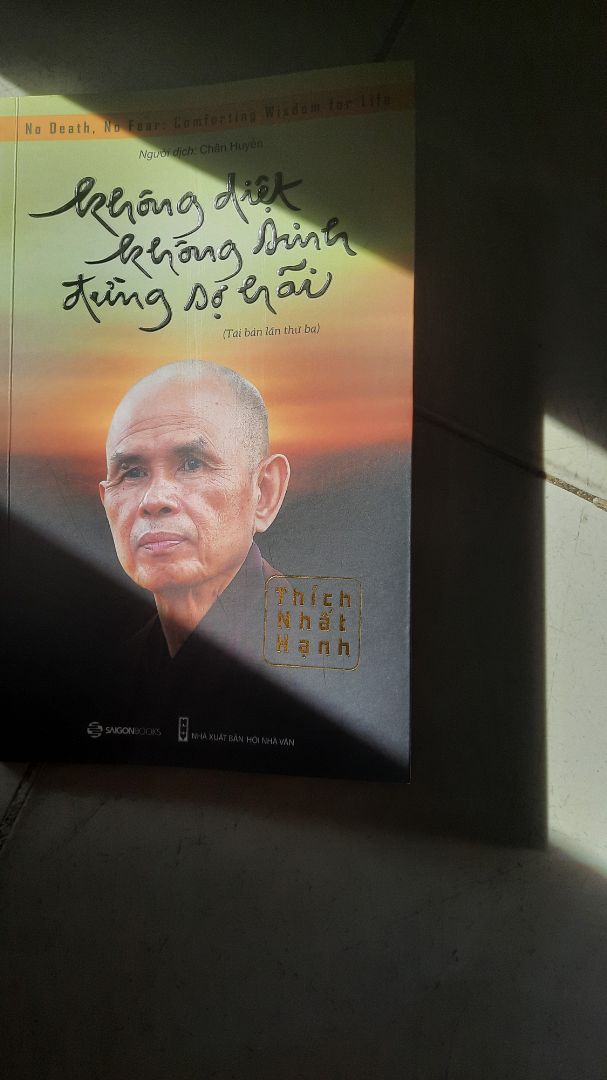 No Death, No Fear: Comforting Wisdom for Life
Người dịch: Chân Huyền
không diệt
không sinh
đừng sợ hãi
(Tái bản lần thứ ba)
Thích
Nhất
Hạnh
SAIGONBOOKS
NHÀ XUẤT BẢN HỘI NHÀ VĂN